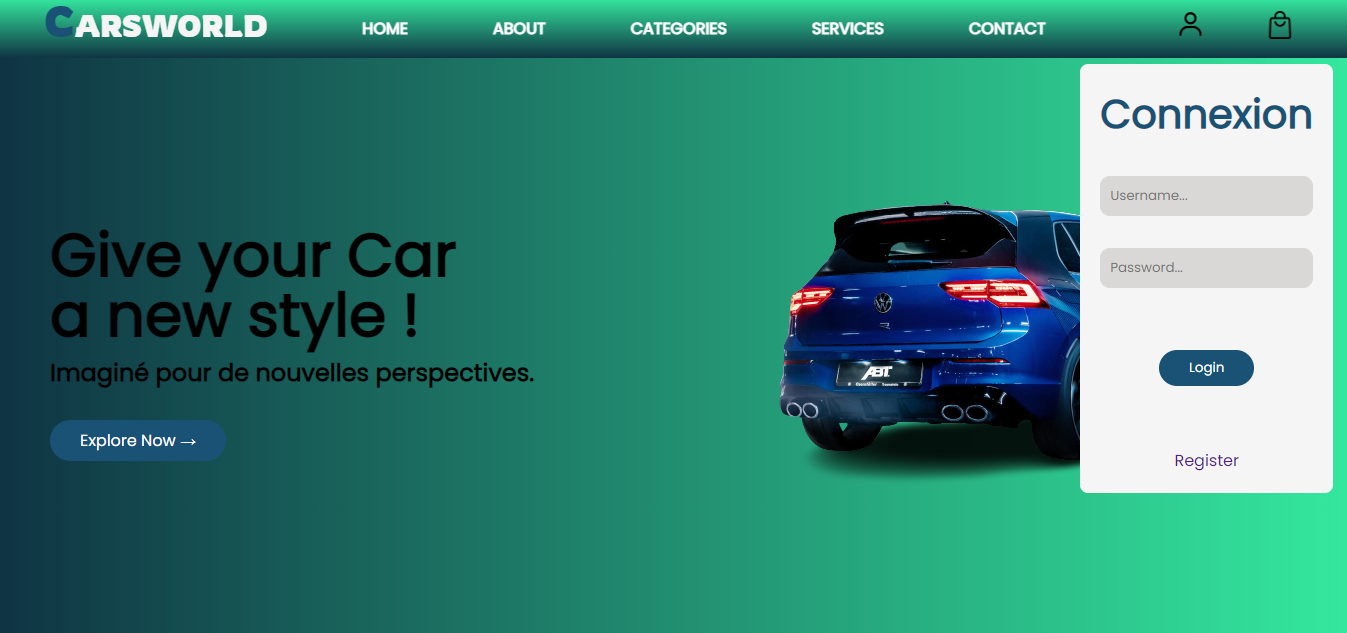 CARSWORLD
HOME
ABOUT
CATEGORIES
SERVICES
CONTACT
Connexion
Username...
Password...
Login
Register
Give your Car
a new style !
Imaginé pour de nouvelles perspectives.
Explore Now →
ABT